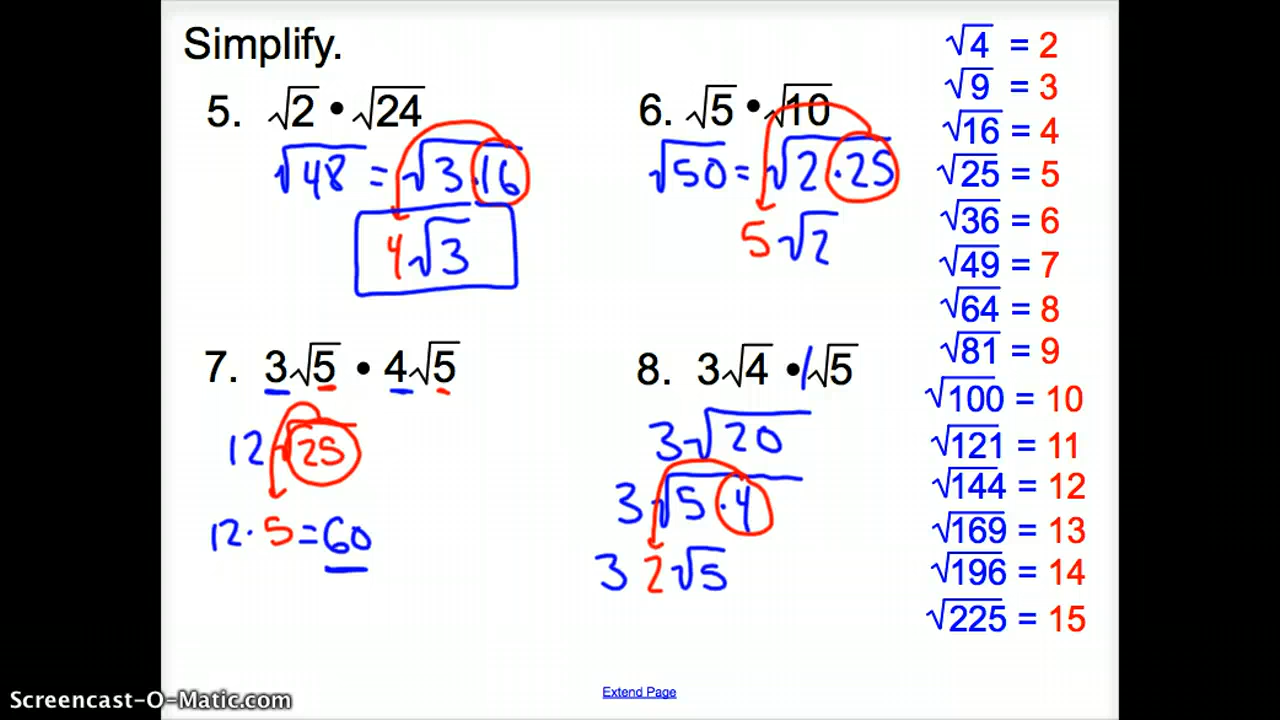 Simplify.
5. √2 • √24
√48 = √3·16
4√3
6. √5 • √10
√50 = √2·25
5√2
7. 3√5 • 4√5
12√25
12·5=60
8. 3√4 •1√5
3√20
3√5·4
3 2√5
√4 = 2
√9 = 3
√16 = 4
√25 = 5
√36 = 6
√49 = 7
√64 = 8
√81 = 9
√100 = 10
√121 = 11
√144 = 12
√169 = 13
√196 = 14
√225 = 15
Extend Page
Screencast-O-Matic.com